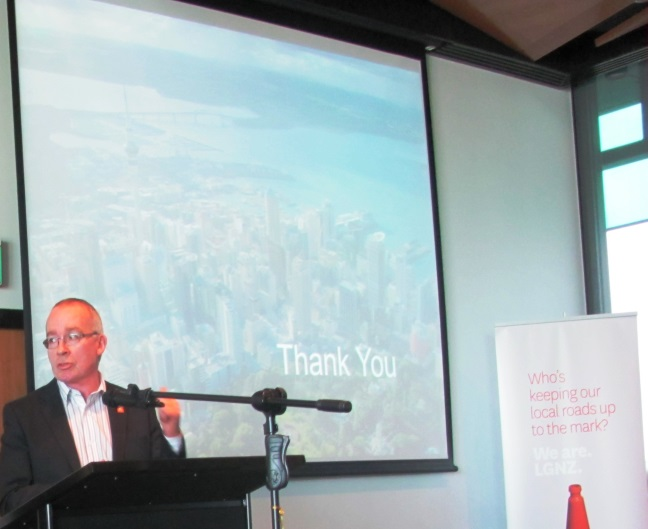 Thank You
Who's
keeping our
local roads up
to the mark?
We are.
LGNZ.